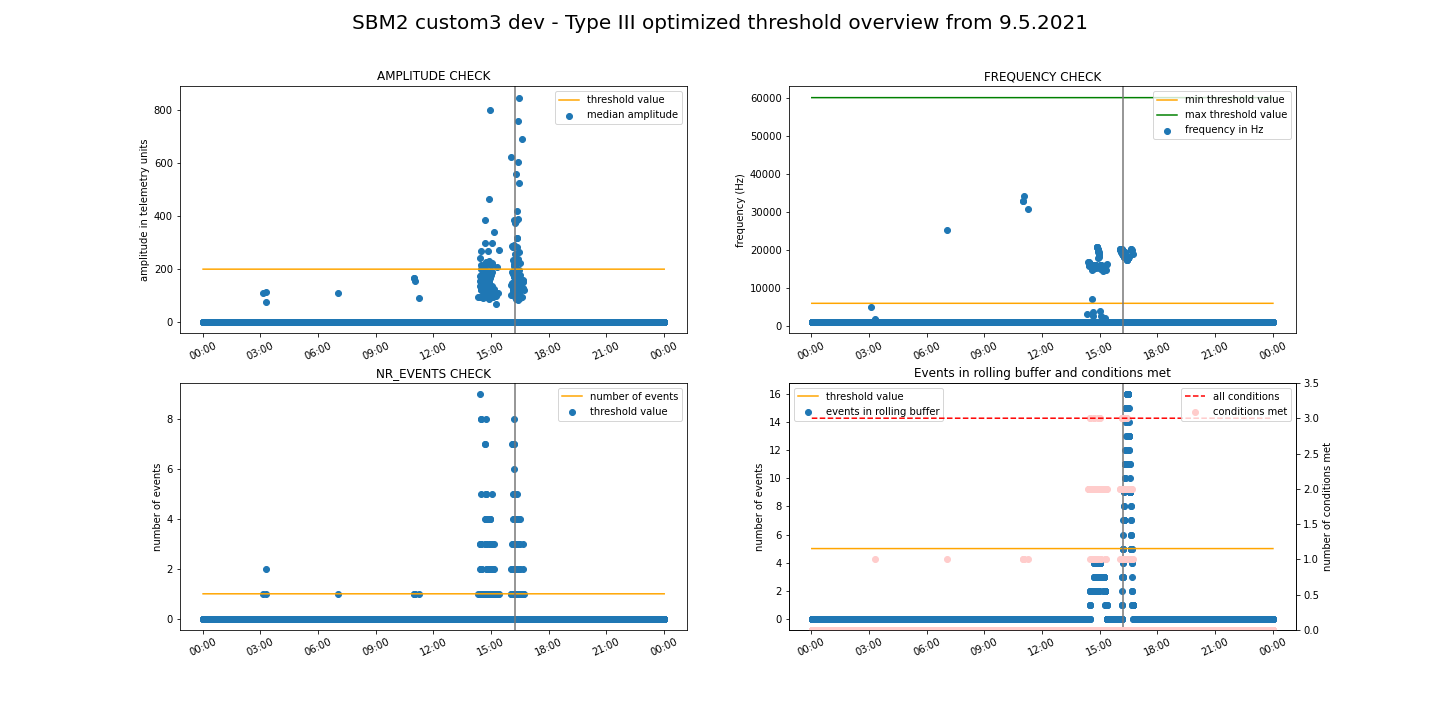 SBM2 custom3 dev - Type III optimized threshold overview from 9.5.2021
AMPLITUDE CHECK
amplitude in telemetry units
800
600
400
200
0
threshold value
median amplitude
00:00 03:00 06:00 09:00 12:00 15:00 18:00 21:00 00:00
FREQUENCY CHECK
frequency (Hz)
60000
50000
40000
30000
20000
10000
0
min threshold value
max threshold value
frequency in Hz
00:00 03:00 06:00 09:00 12:00 15:00 18:00 21:00 00:00
NR_EVENTS CHECK
number of events
8
6
4
2
0
number of events
threshold value
00:00 03:00 06:00 09:00 12:00 15:00 18:00 21:00 00:00
Events in rolling buffer and conditions met
number of events
16
14
12
10
8
6
4
2
0
threshold value
events in rolling buffer
all conditions
conditions met
3.5
3.0
2.5
2.0
1.5
1.0
0.5
0.0
number of conditions met
00:00 03:00 06:00 09:00 12:00 15:00 18:00 21:00 00:00